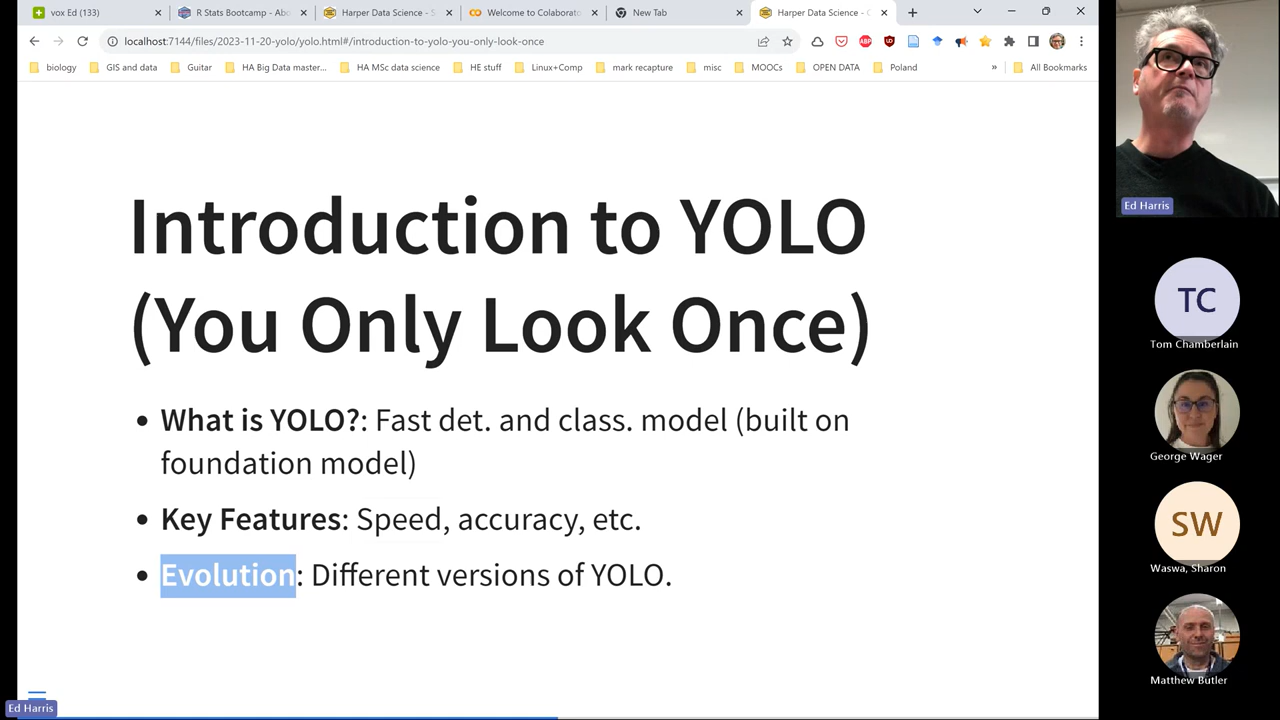 vox Ed (133)
R Stats Bootcamp - Abo
Harper Data Science - S
Welcome to Colaborato
New Tab
Harper Data Science - C
localhost:7144/files/2023-11-20-yolo/yolo.html#/introduction-to-yolo-you-only-look-once
biology
GIS and data
Guitar
HA Big Data master...
HA MSc data science
HE stuff
Linux+Comp
mark recapture
misc
MOOCs
OPEN DATA
Poland
»
All Bookmarks
Introduction to YOLO
(You Only Look Once)
• What is YOLO?: Fast det. and class. model (built on
foundation model)
• Key Features: Speed, accuracy, etc.
• Evolution: Different versions of YOLO.
Ed Harris
Ed Harris
TC
Tom Chamberlain
George Wager
SW
Waswa, Sharon
Matthew Butler